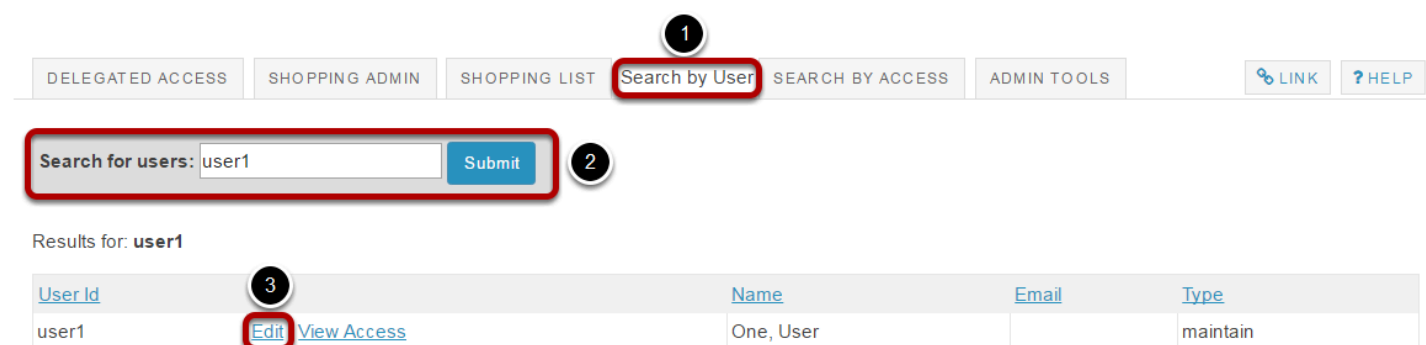 1
DELEGATED ACCESS SHOPPING ADMIN SHOPPING LIST Search by User SEARCH BY ACCESS ADMIN TOOLS LINK ? HELP
Search for users: user1 Submit 2
Results for: user1
3
User Id Name Email Type
user1 Edit View Access One, User maintain